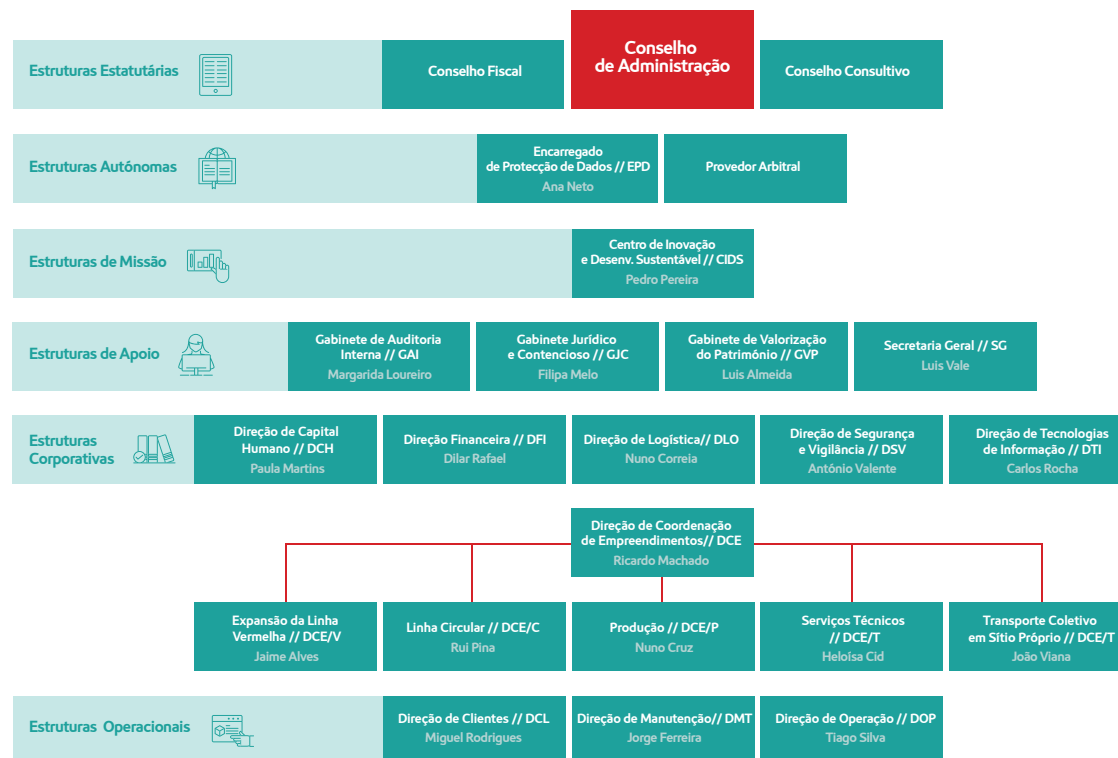 Estruturas Estatutárias
Conselho Fiscal
Conselho
de Administração
Conselho Consultivo
Estruturas Autónomas
Encarregado
de Protecção de Dados // EPD
Ana Neto
Provedor Arbitral
Estruturas de Missão
Centro de Inovação
e Desenv. Sustentável // CIDS
Pedro Pereira
Estruturas de Apoio
Gabinete de Auditoria
Interna // GAI
Margarida Loureiro
Gabinete Jurídico
e Contencioso // GJC
Filipa Melo
Gabinete de Valorização
do Património // GVP
Luis Almeida
Secretaria Geral // SG
Luis Vale
Estruturas
Corporativas
Direção de Capital
Humano // DCH
Paula Martins
Direção Financeira // DFI
Dilar Rafael
Direção de Logística// DLO
Nuno Correia
Direção de Segurança
e Vigilância // DSV
António Valente
Direção de Tecnologias
de Informação // DTI
Carlos Rocha
Direção de Coordenação
de Empreendimentos// DCE
Ricardo Machado
Expansão da Linha
Vermelha // DCE/V
Jaime Alves
Linha Circular // DCE/C
Rui Pina
Produção // DCE/P
Nuno Cruz
Serviços Técnicos
// DCE/T
Heloísa Cid
Transporte Coletivo
em Sítio Próprio // DCE/T
João Viana
Estruturas Operacionais
Direção de Clientes // DCL
Miguel Rodrigues
Direção de Manutenção// DMT
Jorge Ferreira
Direção de Operação // DOP
Tiago Silva